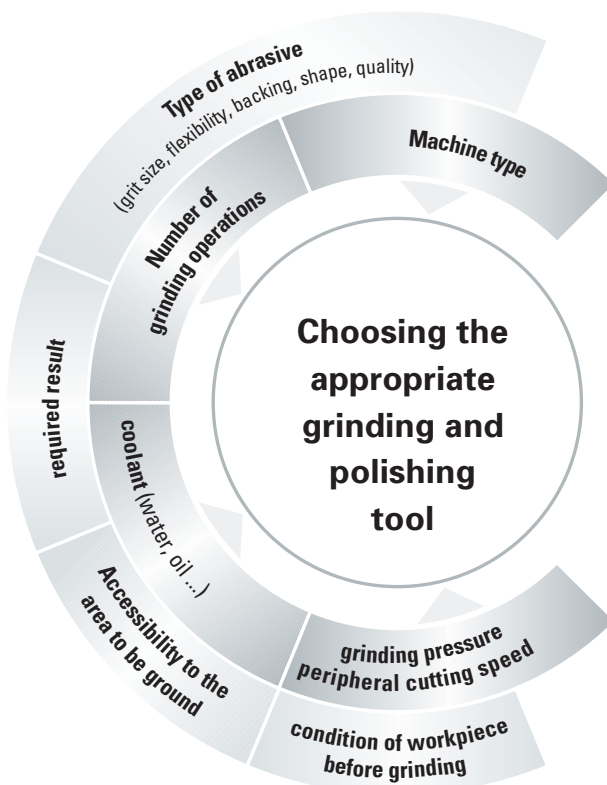 Type of abrasive
(grit size, flexibility, backing, shape, quality)
Machine type
Number of
grinding operations
required result
coolant (water, oil ...)
Accessibility to the
area to be ground
grinding pressure
peripheral cutting speed
condition of workpiece
before grinding
Choosing the
appropriate
grinding and
polishing
tool